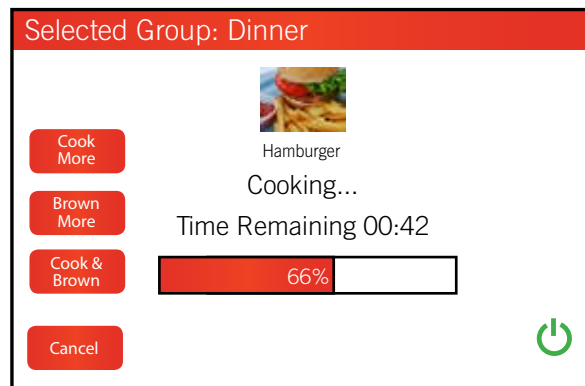 Selected Group: Dinner
Hamburger
Cooking...
Time Remaining 00:42
66%
Cook
More
Brown
More
Cook &
Brown
Cancel